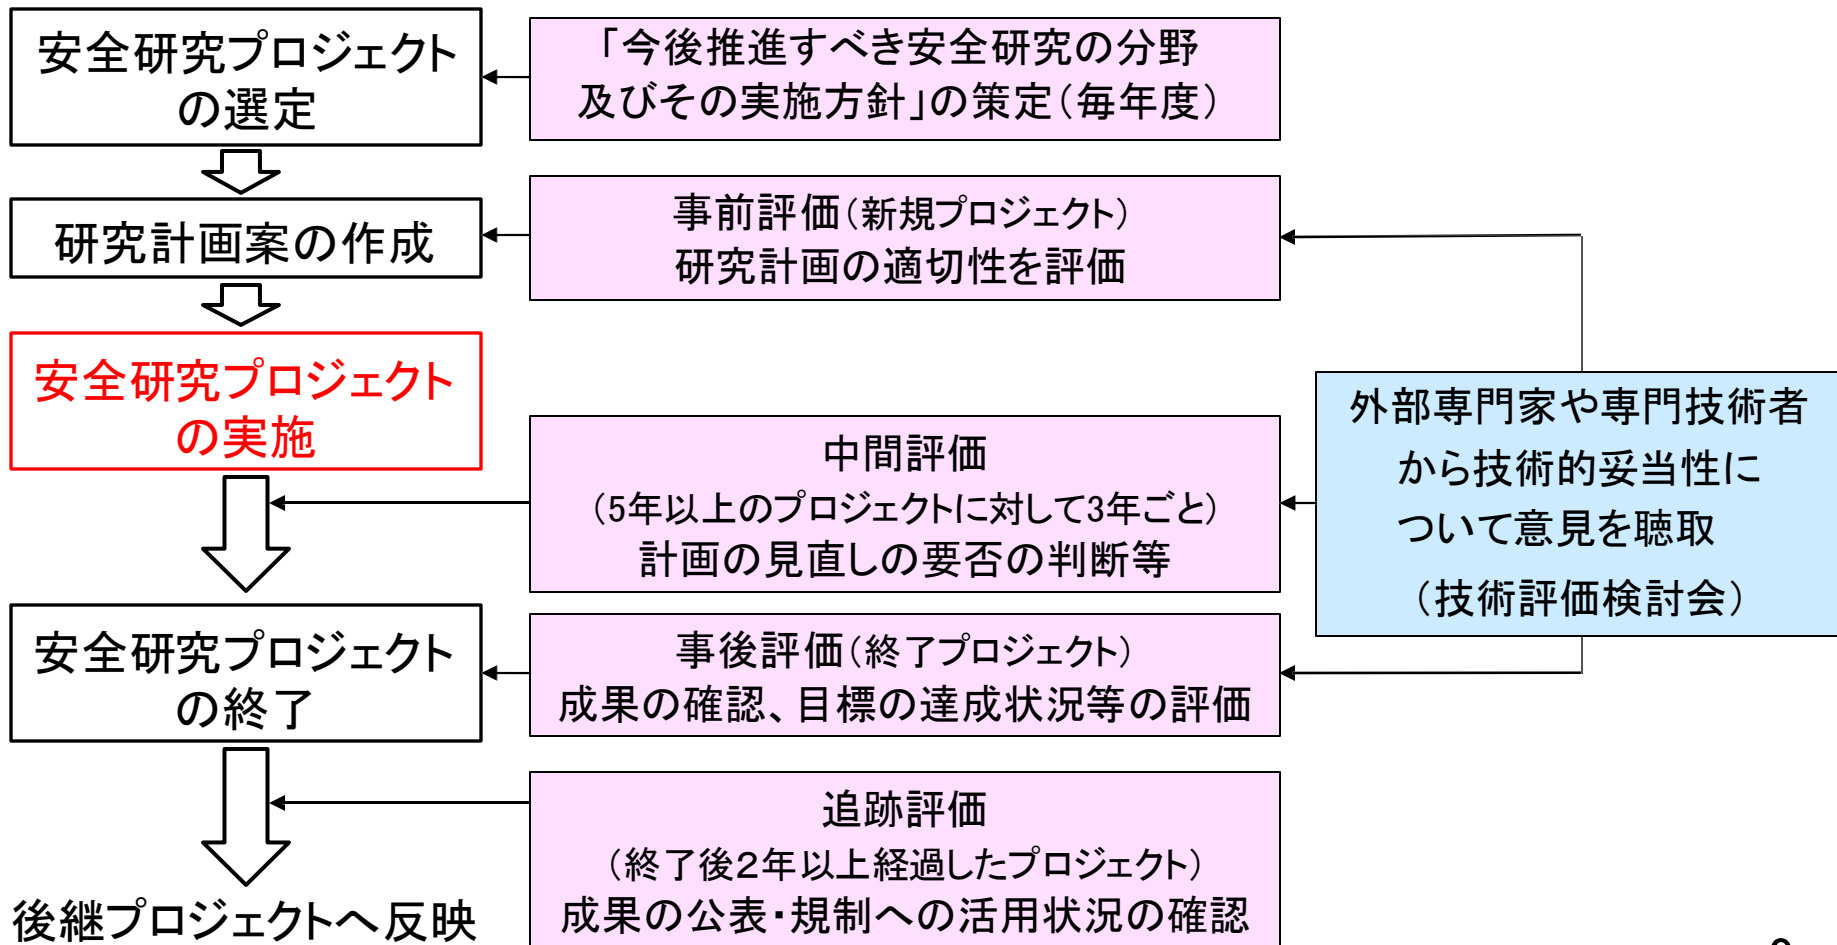 安全研究プロジェクト
の選定
「今後推進すべき安全研究の分野
及びその実施方針」の策定(毎年度)
研究計画案の作成
事前評価(新規プロジェクト)
研究計画の適切性を評価
安全研究プロジェクト
の実施
中間評価
(5年以上のプロジェクトに対して3年ごと)
計画の見直しの要否の判断等
外部専門家や専門技術者
から技術的妥当性に
ついて意見を聴取
(技術評価検討会)
安全研究プロジェクト
の終了
事後評価(終了プロジェクト)
成果の確認、目標の達成状況等の評価
追跡評価
(終了後2年以上経過したプロジェクト)
成果の公表・規制への活用状況の確認
後継プロジェクトへ反映